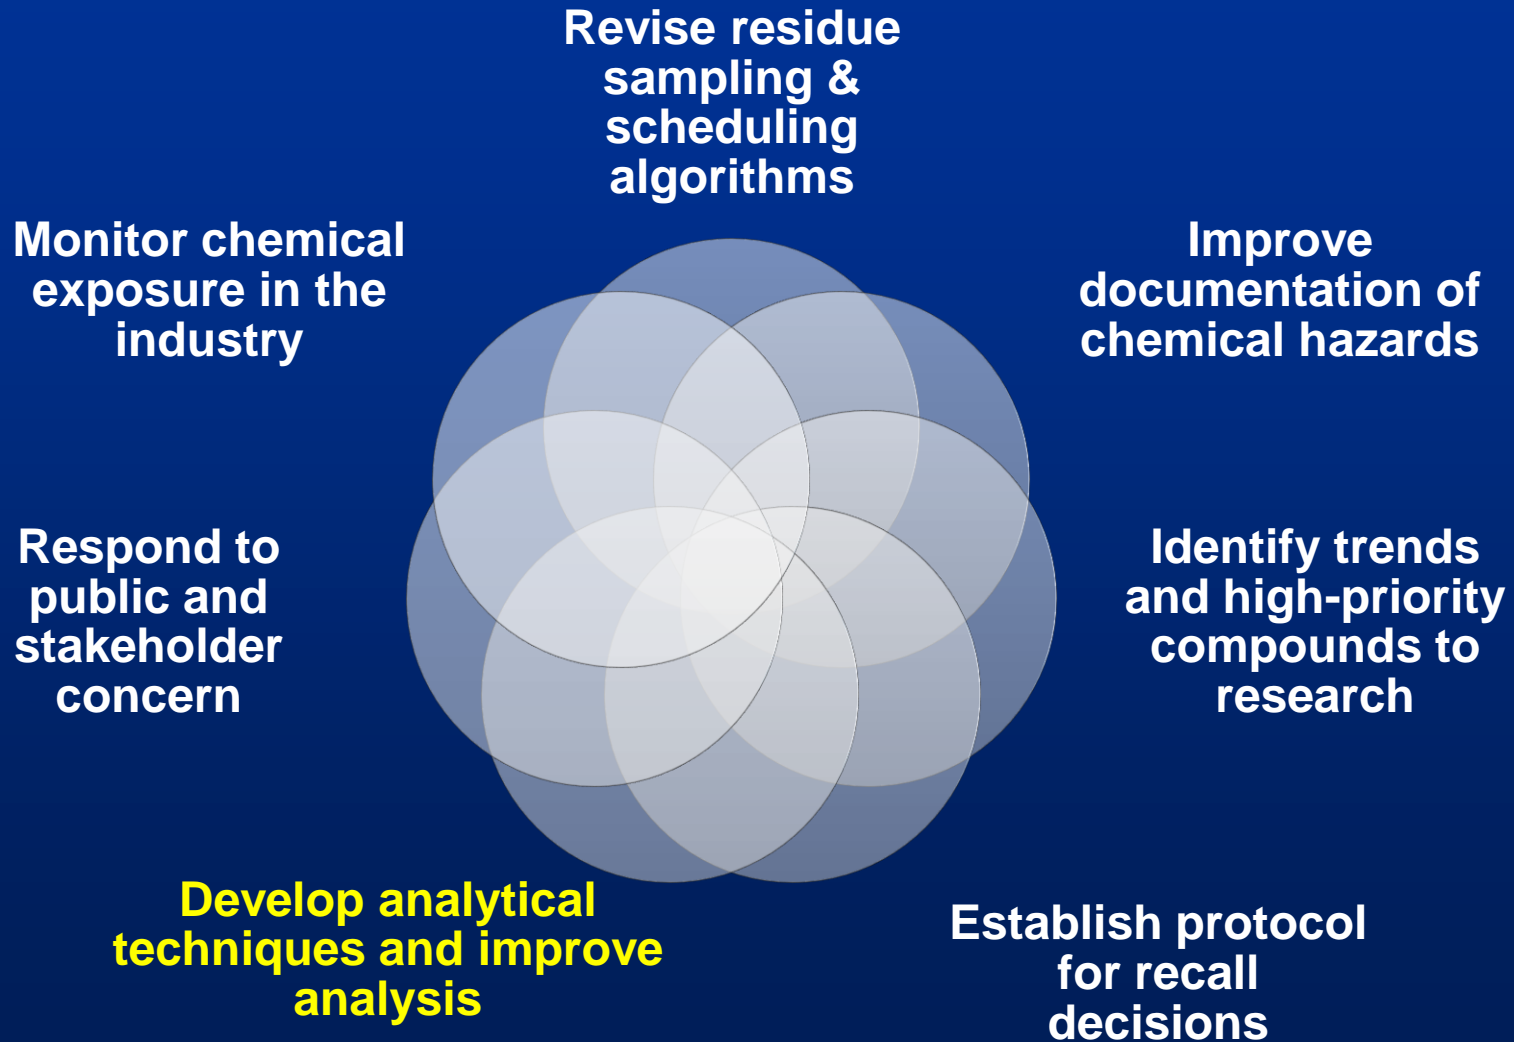 Revise residue
sampling &
scheduling
algorithms
Monitor chemical
exposure in the
industry
Improve
documentation of
chemical hazards
Respond to
public and
stakeholder
concern
Identify trends
and high-priority
compounds to
research
Develop analytical
techniques and improve
analysis
Establish protocol
for recall
decisions